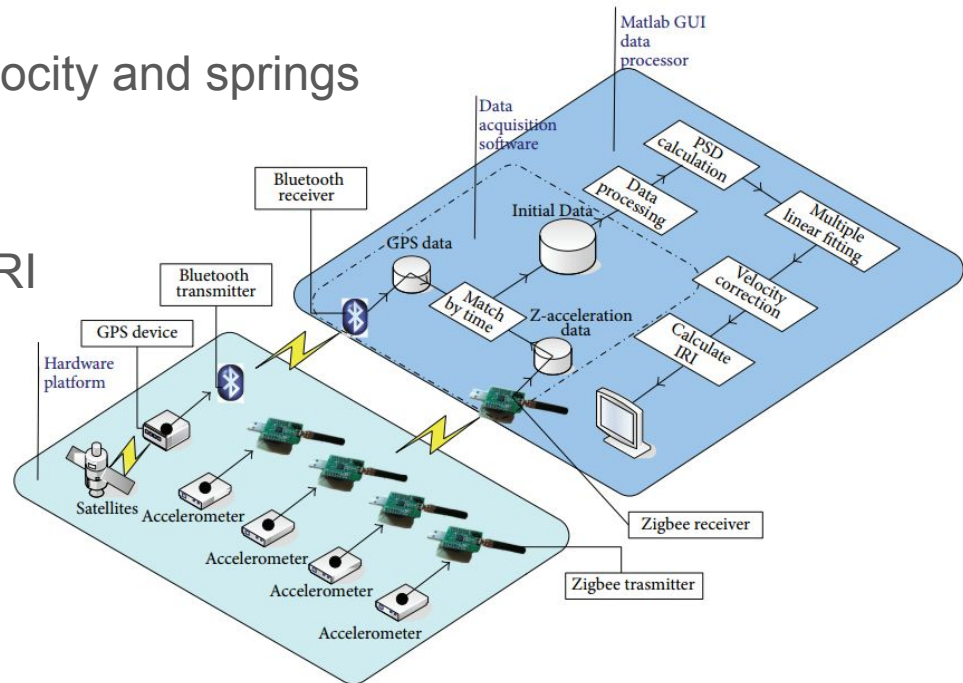 ocity and springs
RI
Matlab GUI
data
processor
Data
acquisition
software
PSD
calculation
Data
processing
Multiple
linear fitting
Bluetooth
receiver
Initial Data
GPS data
Velocity
correction
Match
by time
Z-acceleration
data
Calculate
IRI
Bluetooth
transmitter
GPS device
Hardware
platform
Satellites
Accelerometer
Accelerometer
Accelerometer
Accelerometer
Zigbee receiver
Zigbee trasmitter